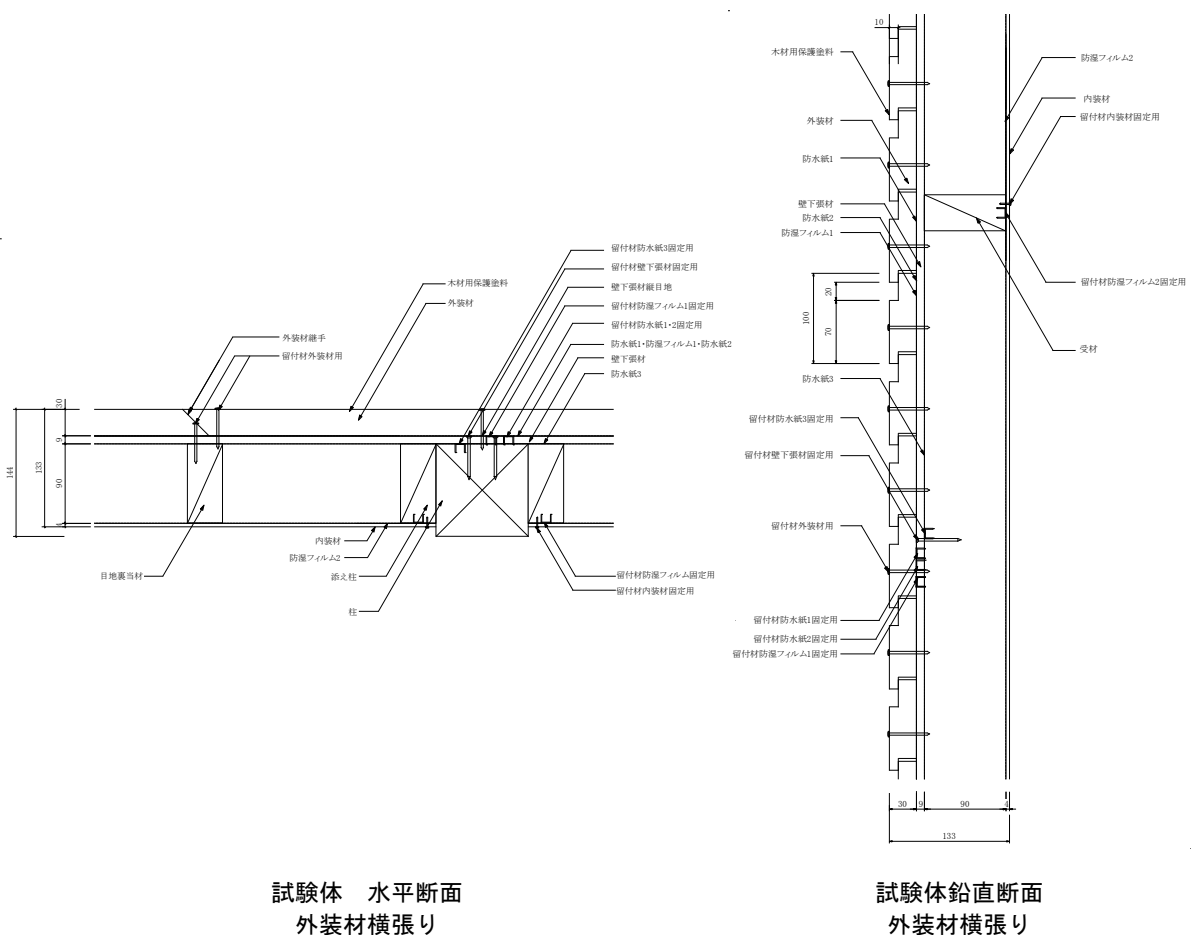 留付材防水紙3固定用
留付材壁下張材固定用
木材用保護塗料
壁下張材縦目地
外装材
留付材防湿フィルム1固定用
留付材防水紙1・2固定用
外装材継手
防水紙1・防湿フィルム1・防水紙2
留付材外装材用
壁下張材
防水紙3
30
9
144
133
90
4
内装材
防湿フィルム2
目地裏当材
添え柱
柱
留付材防湿フィルム固定用
留付材内装材固定用
試験体 水平断面
外装材横張り
10
木材用保護塗料
外装材
防水紙1
壁下張材
防水紙2
防湿フィルム1
20
100
70
防水紙3
留付材防水紙3固定用
留付材壁下張材固定用
留付材外装材用
留付材防水紙1固定用
留付材防水紙2固定用
留付材防湿フィルム1固定用
防湿フィルム2
内装材
留付材内装材固定用
留付材防湿フィルム2固定用
受材
30
9
90
4
133
試験体鉛直断面
外装材横張り